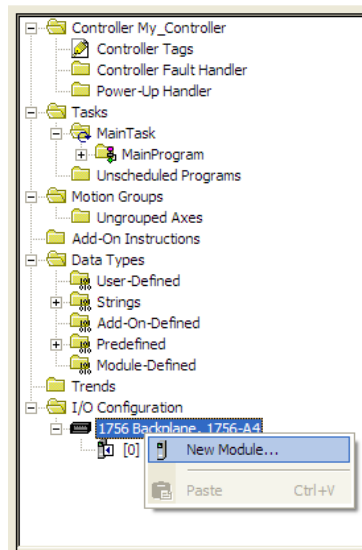 Controller My_Controller
Controller Tags
Controller Fault Handler
Power-Up Handler
Tasks
MainTask
MainProgram
Unscheduled Programs
Motion Groups
Ungrouped Axes
Add-On Instructions
Data Types
User-Defined
Strings
Add-On-Defined
Predefined
Module-Defined
Trends
I/O Configuration
1756 Backplane, 1756-A4
[0]
New Module...
Paste Ctrl+V